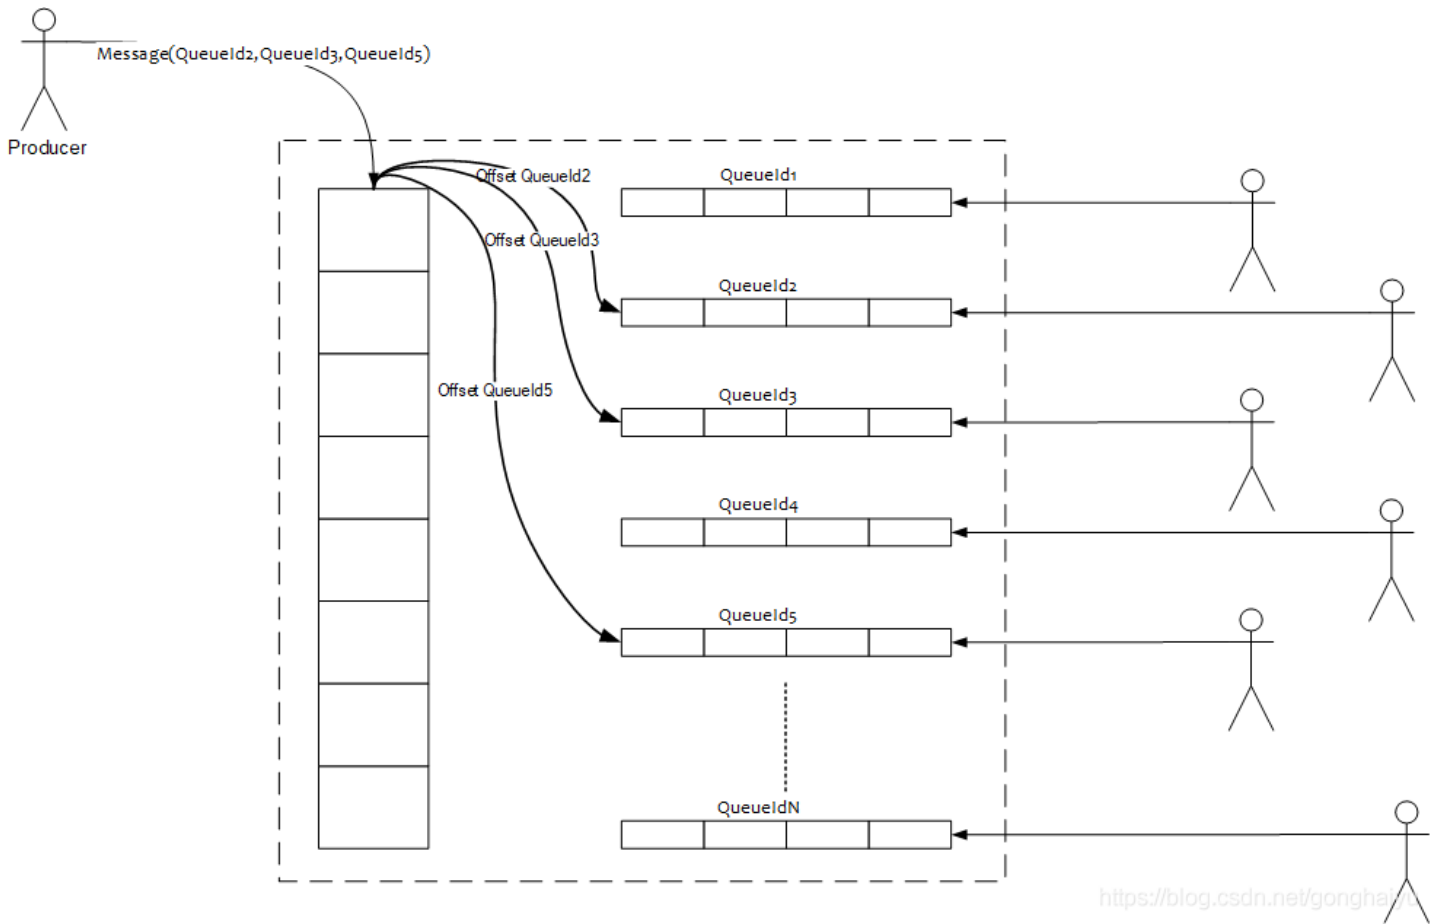 Message(QueueId2,QueueId3,QueueId5)
Producer
Offset QueueId2
QueueId1
Offset QueueId3
QueueId2
Offset QueueId5
QueueId3
QueueId4
QueueId5
QueueIdN
https://blog.csdn.net/gonghaiyu